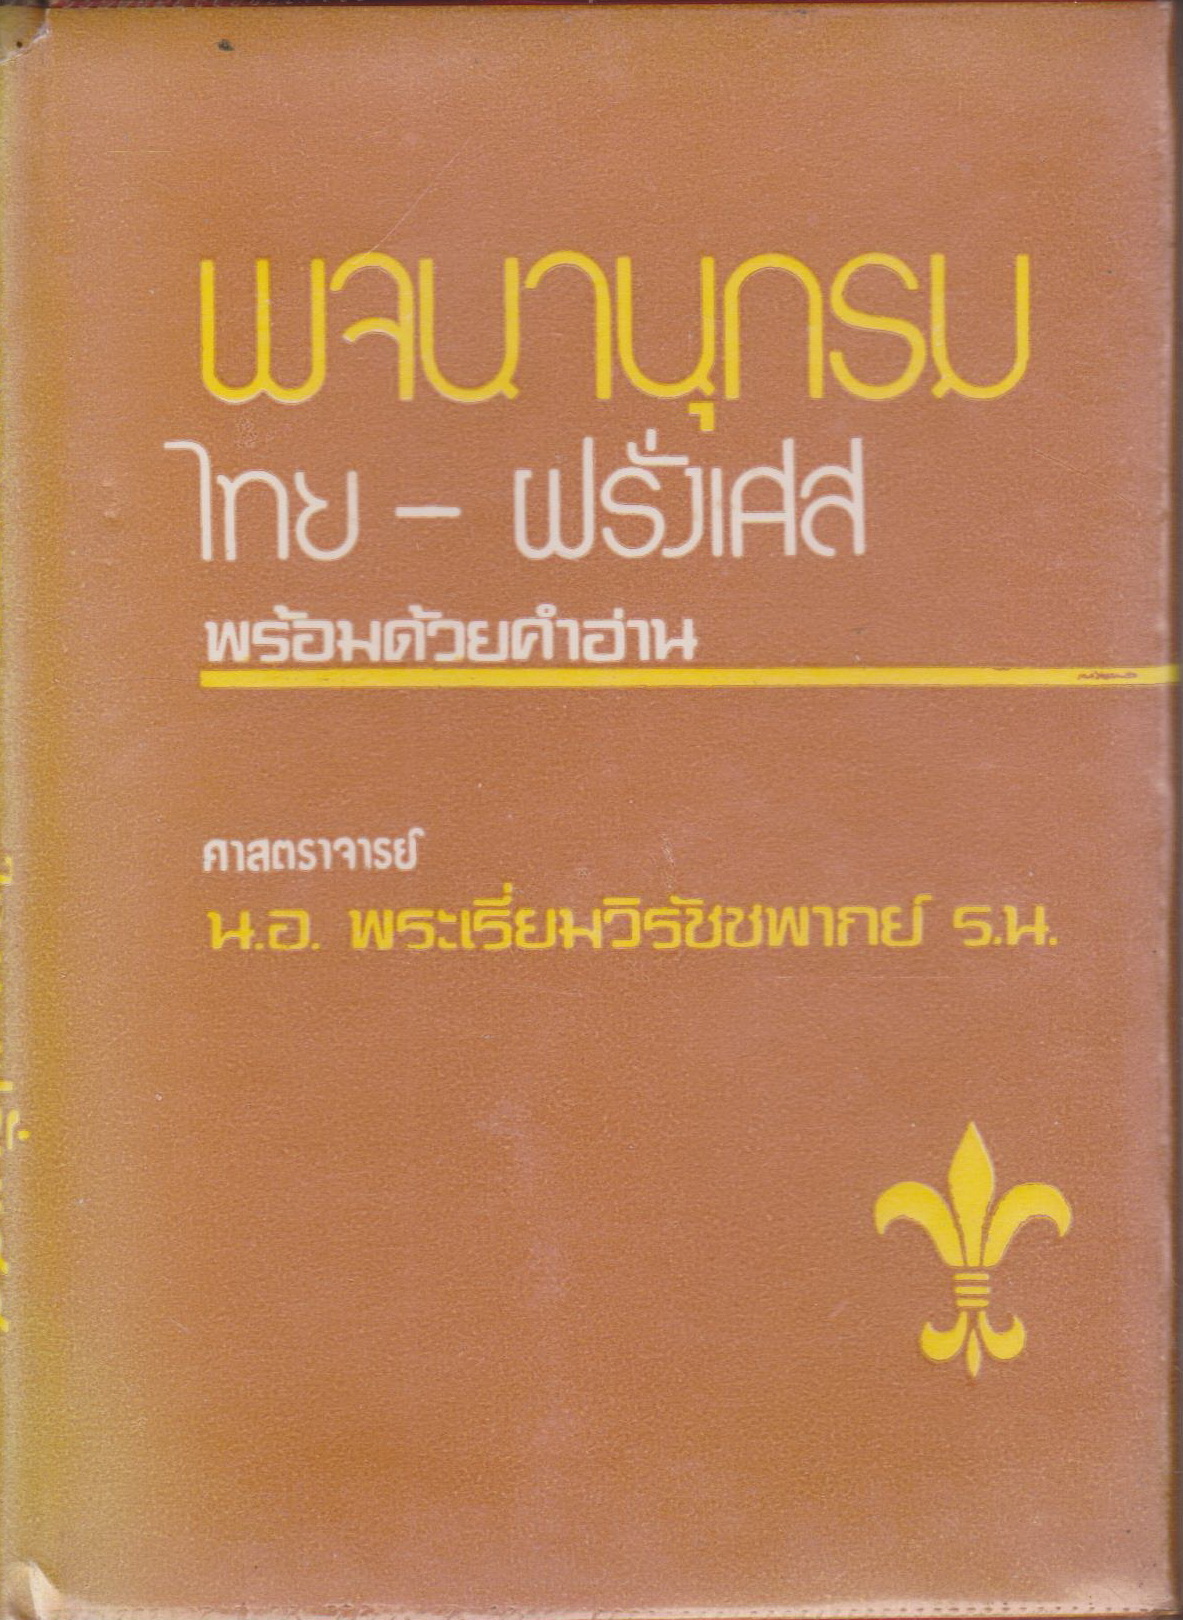 พจนานุกรม
ไทย – ฝรั่งเศส
พร้อมด้วยคำอ่าน
ศาสตราจารย์
น.อ. พระเรี่ยมวิรัชชพากย์ ร.น.